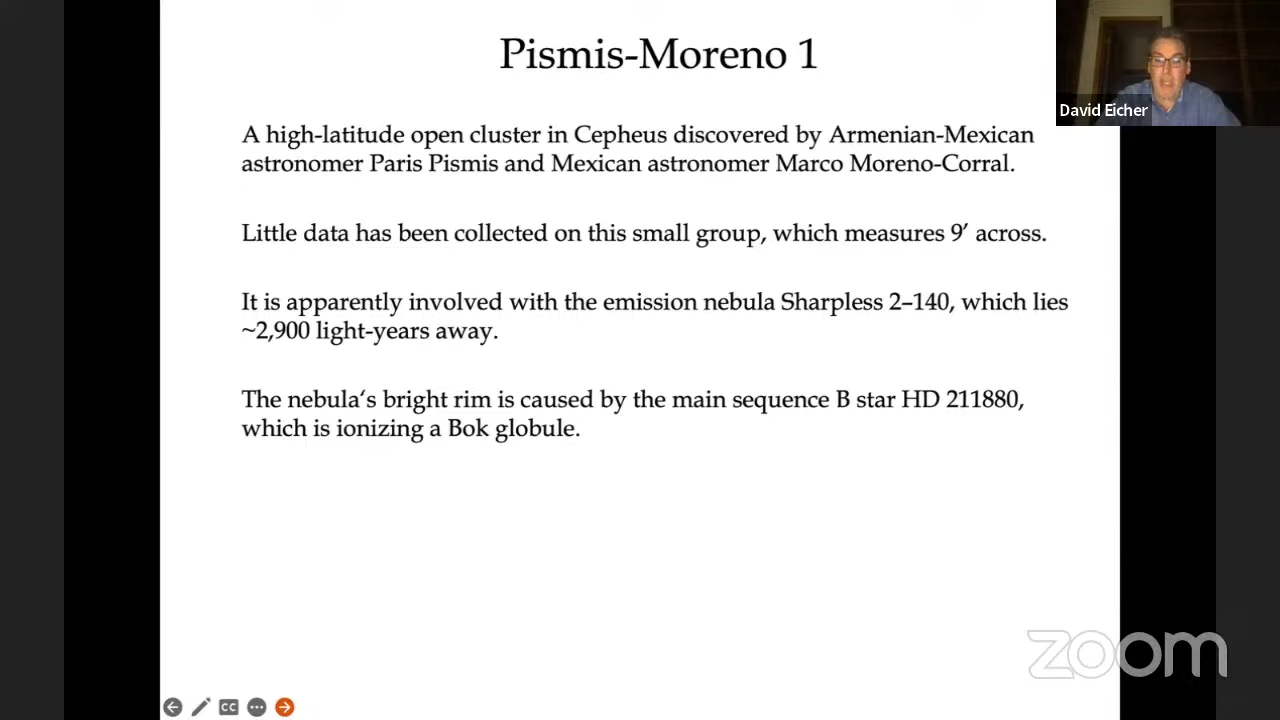 Pismis-Moreno 1
David Eicher
A high-latitude open cluster in Cepheus discovered by Armenian-Mexican
astronomer Paris Pismis and Mexican astronomer Marco Moreno-Corral.
Little data has been collected on this small group, which measures 9′ across.
It is apparently involved with the emission nebula Sharpless 2–140, which lies
~2,900 light-years away.
The nebula‘s bright rim is caused by the main sequence B star HD 211880,
which is ionizing a Bok globule.
zoom
CC